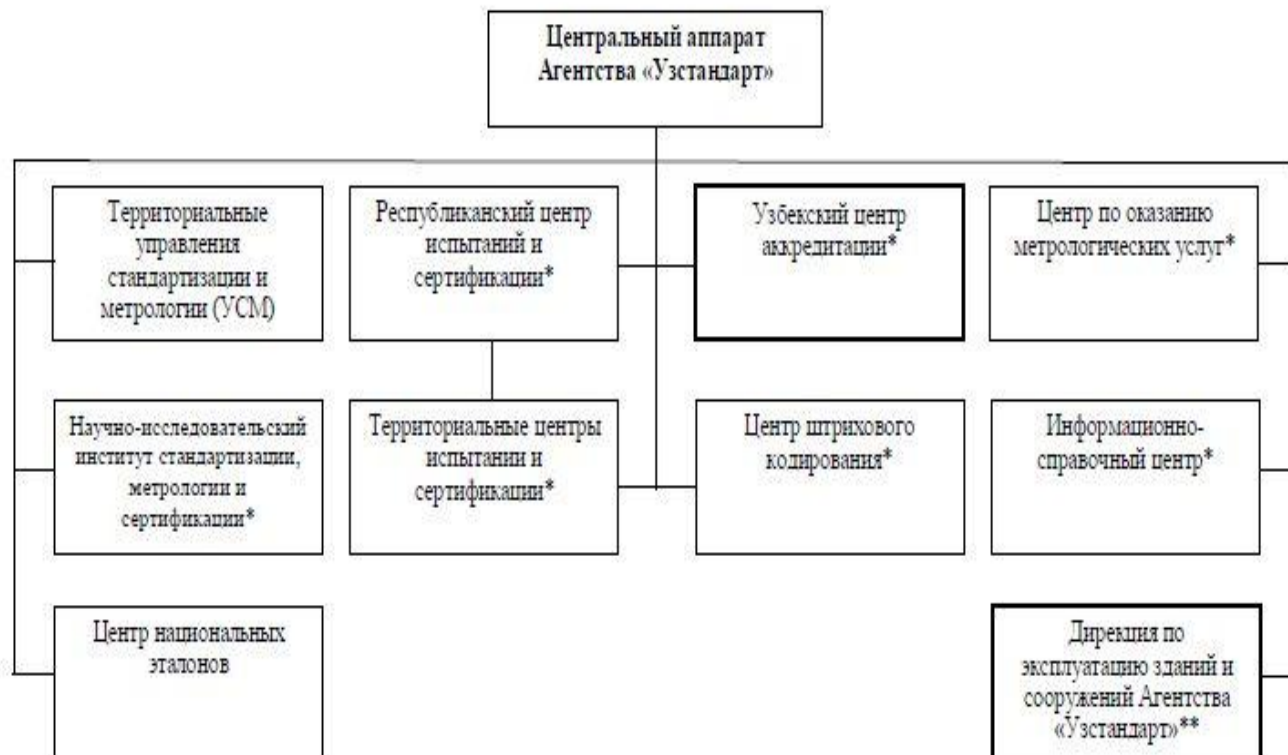 Центральный аппарат
Агентства «Узстандарт»
Территориальные
управления
стандартизации и
метрологии (УСМ)
Республиканский центр
испытаний и
сертификации*
Узбекский центр
аккредитации*
Центр по оказанию
метрологических услуг*
Научно-исследовательский
институт стандартизации,
метрологии и
сертификации*
Территориальные центры
испытании и
сертификации*
Центр штрихового
кодирования*
Информационно-
справочный центр*
Центр национальных
эталонов
Дирекция по
эксплуатацию зданий и
сооружений Агентства
«Узстандарт»**